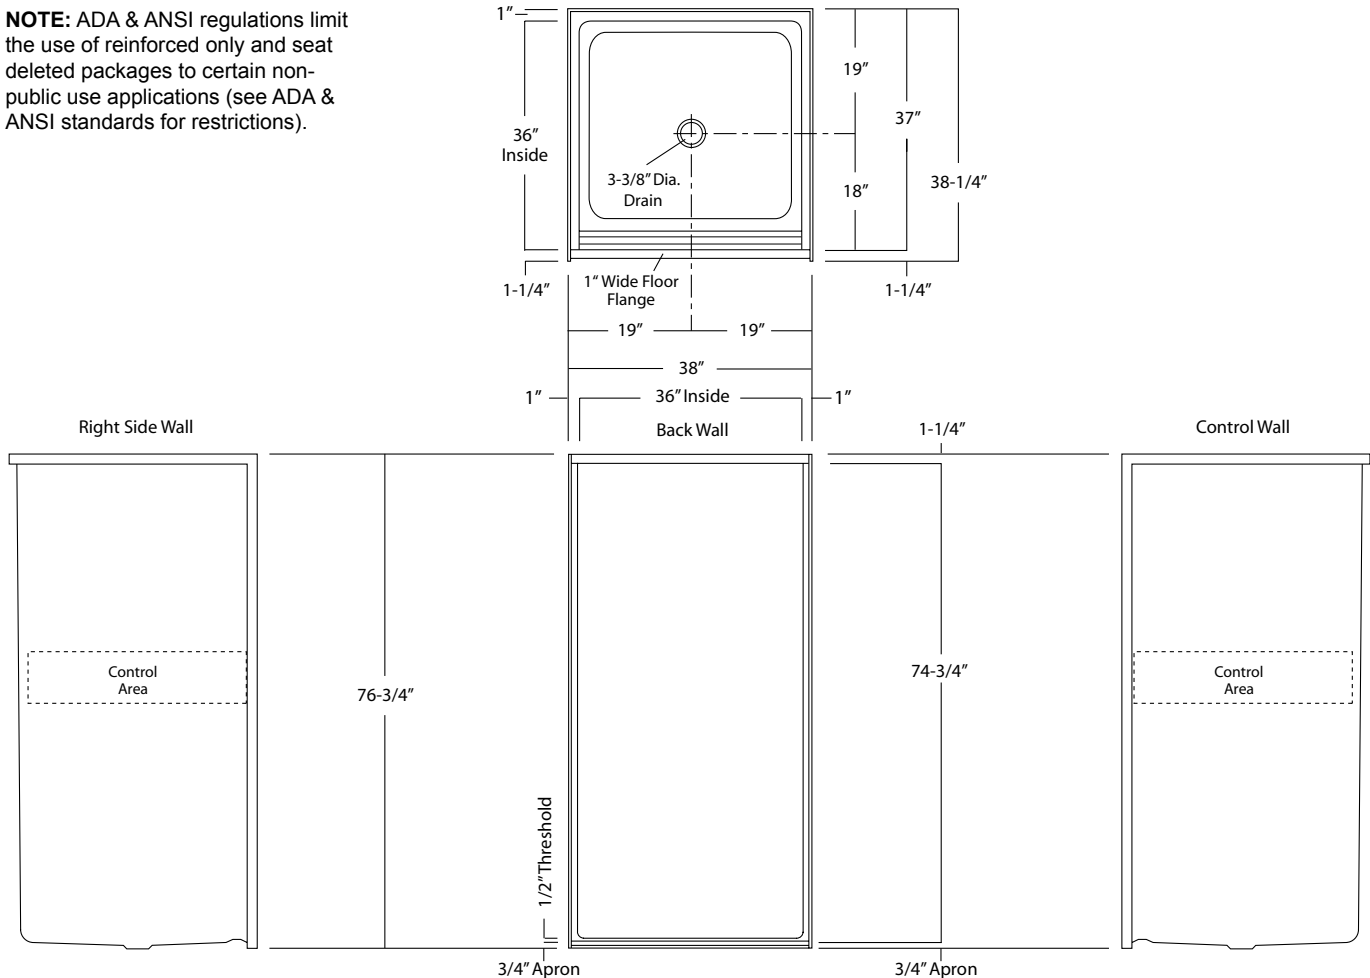 NOTE: ADA & ANSI regulations limit
the use of reinforced only and seat
deleted packages to certain non-
public use applications (see ADA &
ANSI standards for restrictions).
1”
36”
Inside
3-3/8” Dia.
Drain
19”
37”
18”
38-1/4”
1-1/4”
1“ Wide Floor
Flange
1-1/4”
19”
19”
38”
1”
36” Inside
1”
Right Side Wall
Back Wall
1-1/4”
Control Wall
Control
Area
76-3/4”
74-3/4”
Control
Area
1/2” Threshold
3/4” Apron
3/4” Apron